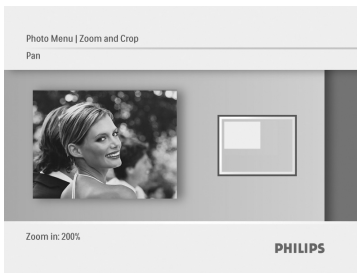 Photo Menu | Zoom and Crop
Pan
Zoom in: 200%
PHILIPS